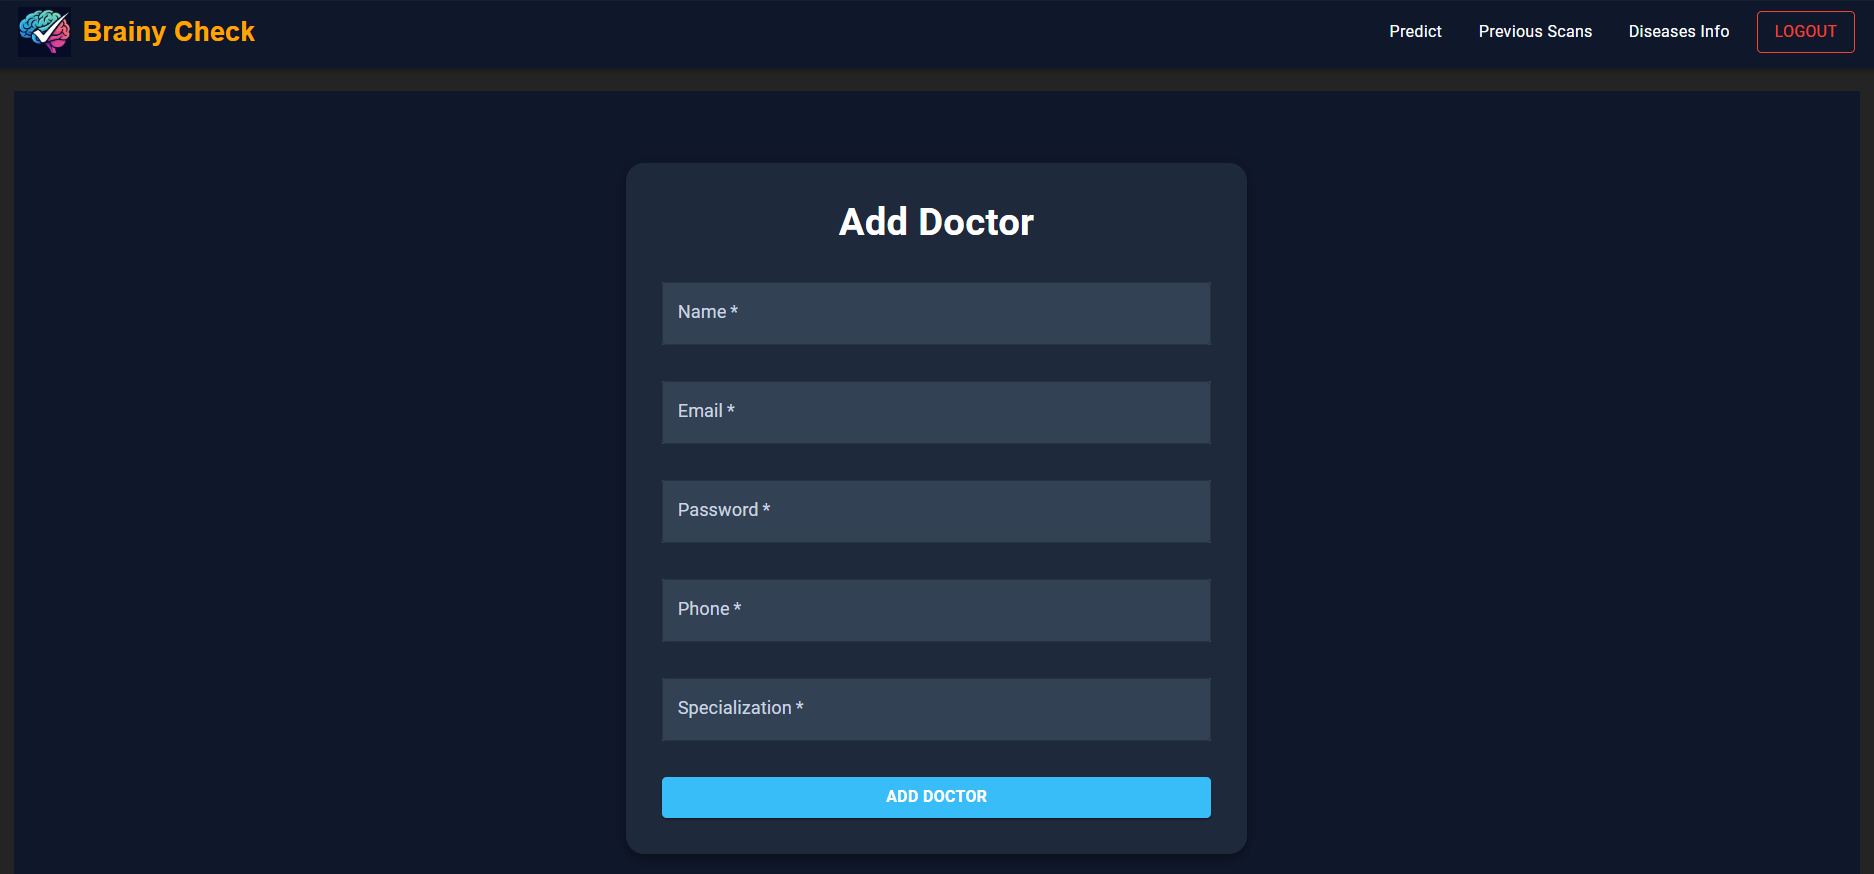 Brainy Check
Predict Previous Scans Diseases Info LOGOUT
Add Doctor
Name *
Email *
Password *
Phone *
Specialization *
ADD DOCTOR